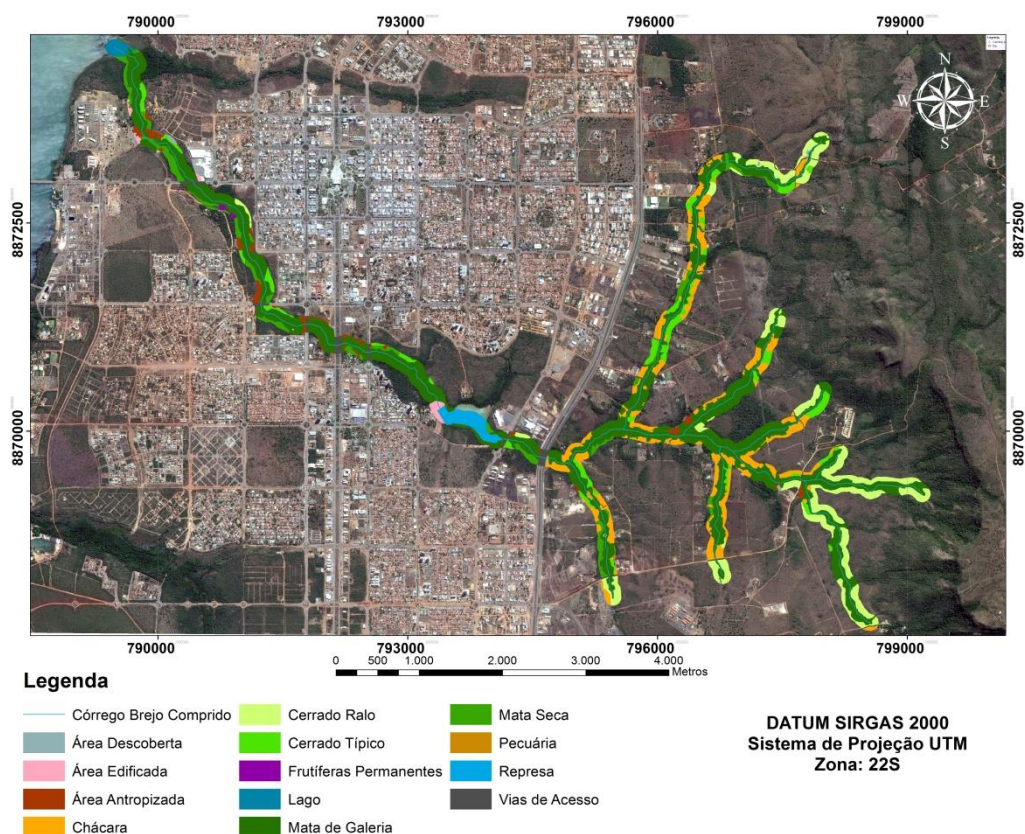 790000 793000 796000 799000
N
W E
S
8872500 8872500
8870000 8870000
790000 793000 796000 799000
0 500 1.000 2.000 3.000 4.000
Metros
Legenda
Córrego Brejo Comprido
Área Descoberta
Área Edificada
Área Antropizada
Chácara
Cerrado Ralo
Cerrado Típico
Frutíferas Permanentes
Lago
Mata de Galeria
Mata Seca
Pecuária
Represa
Vias de Acesso
DATUM SIRGAS 2000
Sistema de Projeção UTM
Zona: 22S